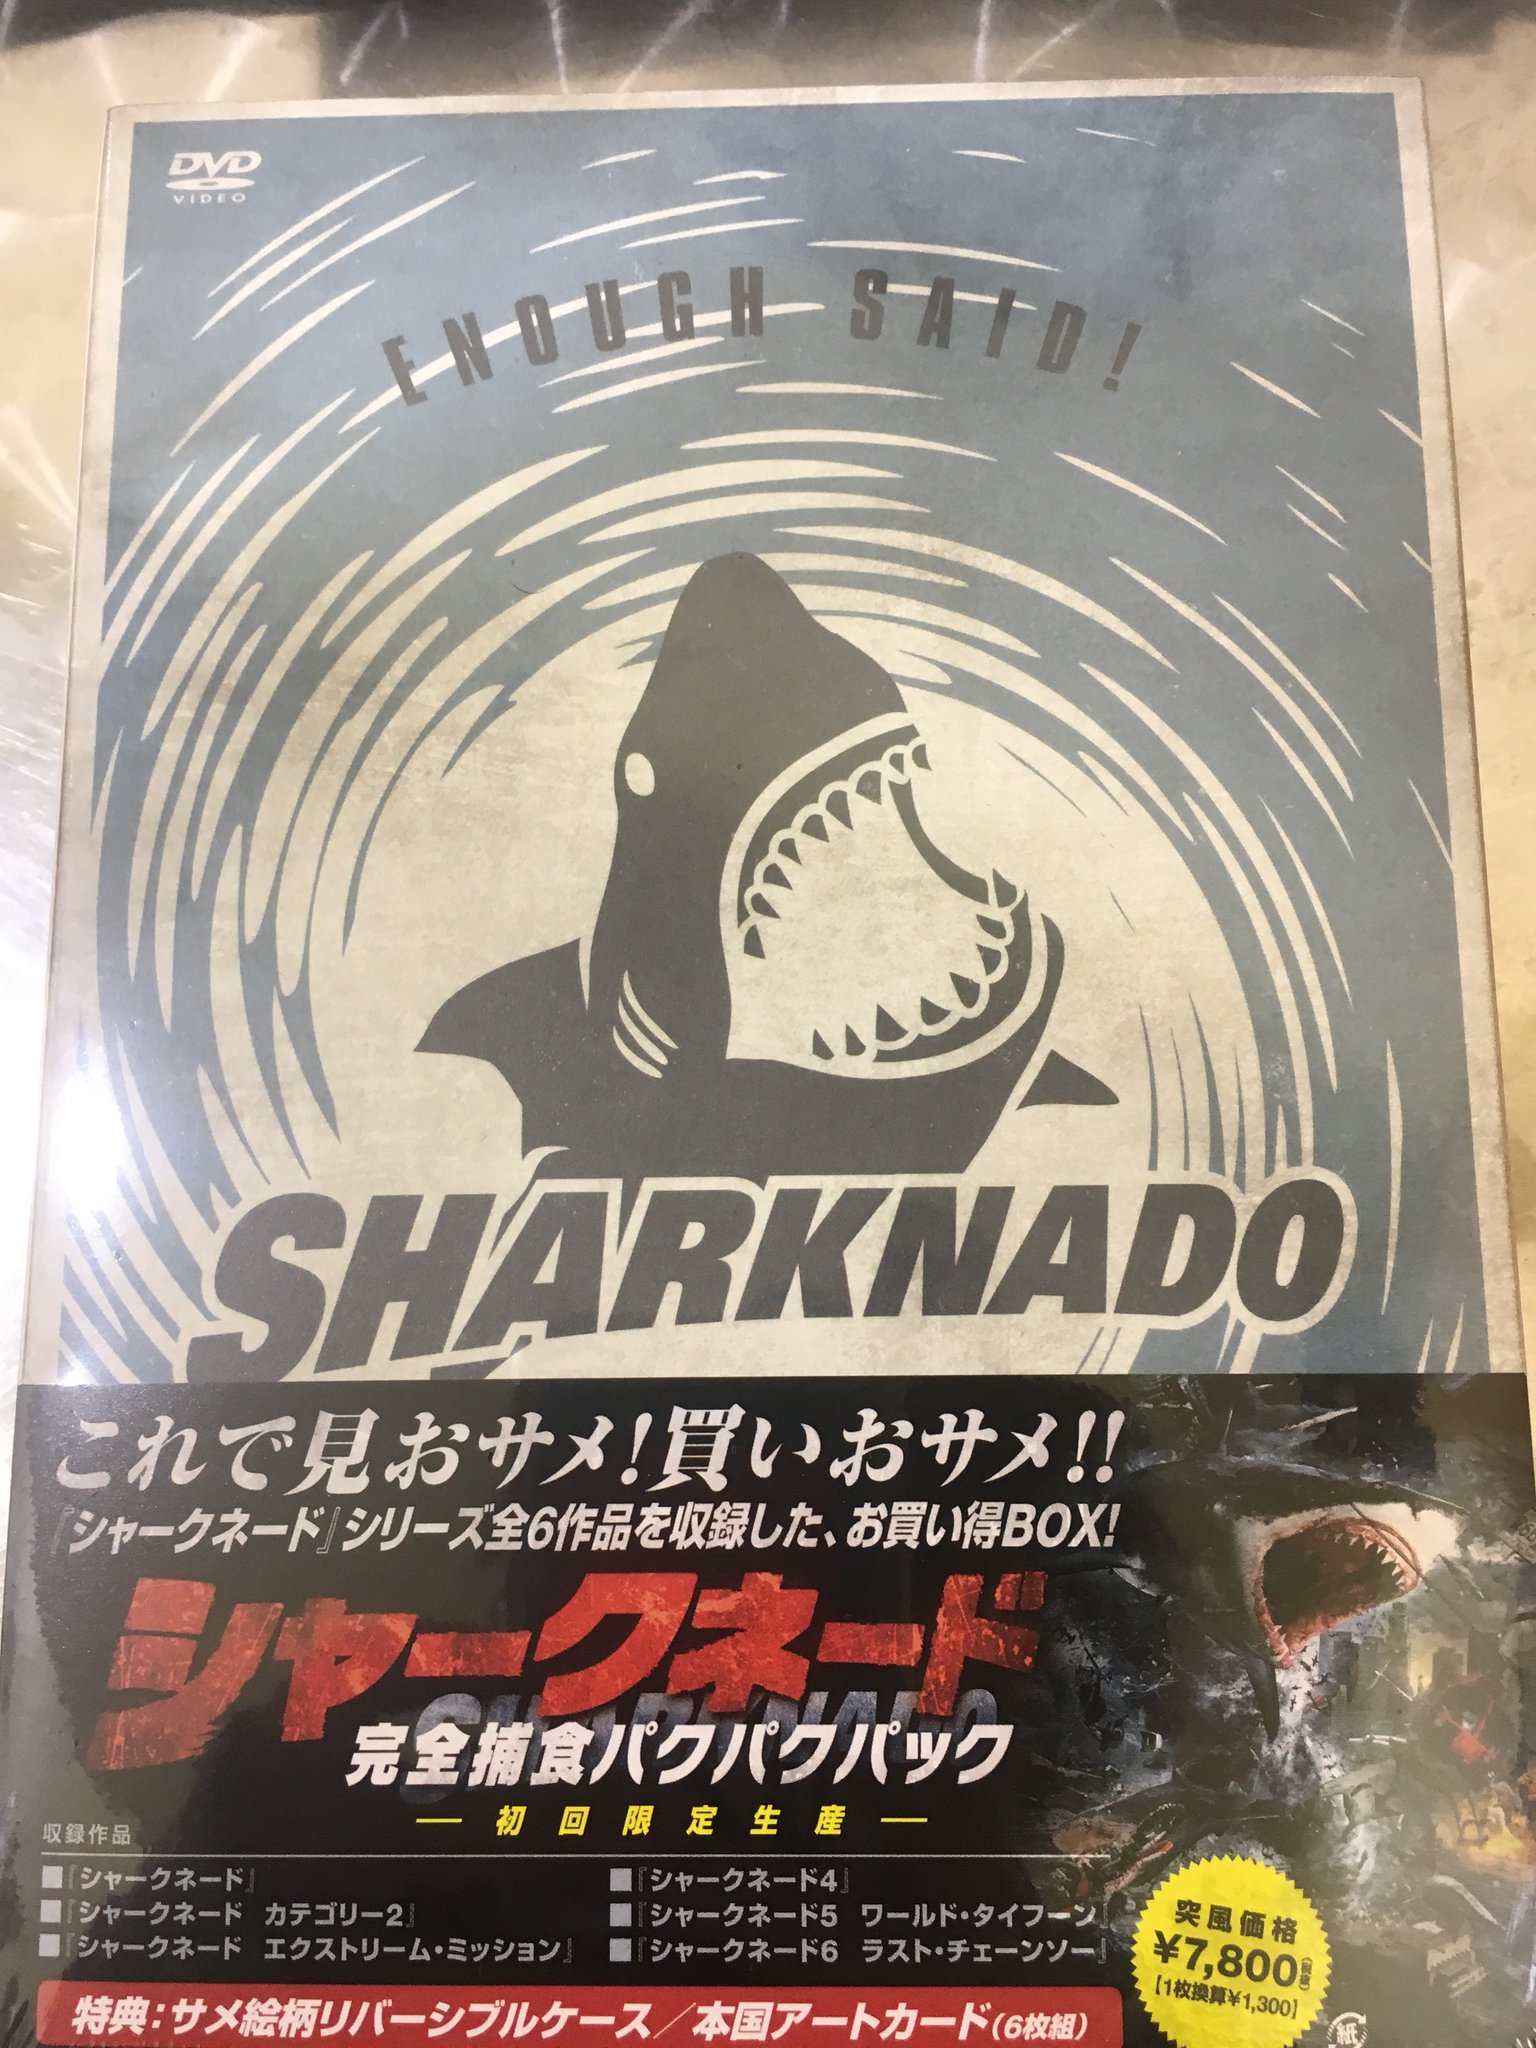 DVD
VIDEO
ENOUGH SAID!
SHARKNADO
これで見おサメ!買いおサメ!!
『シャークネード』シリーズ全6作品を収録した、お買い得BOX!
シャークネード
SHARKNADO
完全捕食パクパクパック
― 初回限定生産 ―
収録作品
■『シャークネード』
■『シャークネード カテゴリー2』
■『シャークネード エクストリーム・ミッション』
■『シャークネード4』
■『シャークネード5 ワールド・タイフーン』
■『シャークネード6 ラスト・チェーンソー』
突風価格
¥7,800
【1枚換算¥1,300】
特典:サメ絵柄リバーシブルケース/本国アートカード(6枚組)
紙